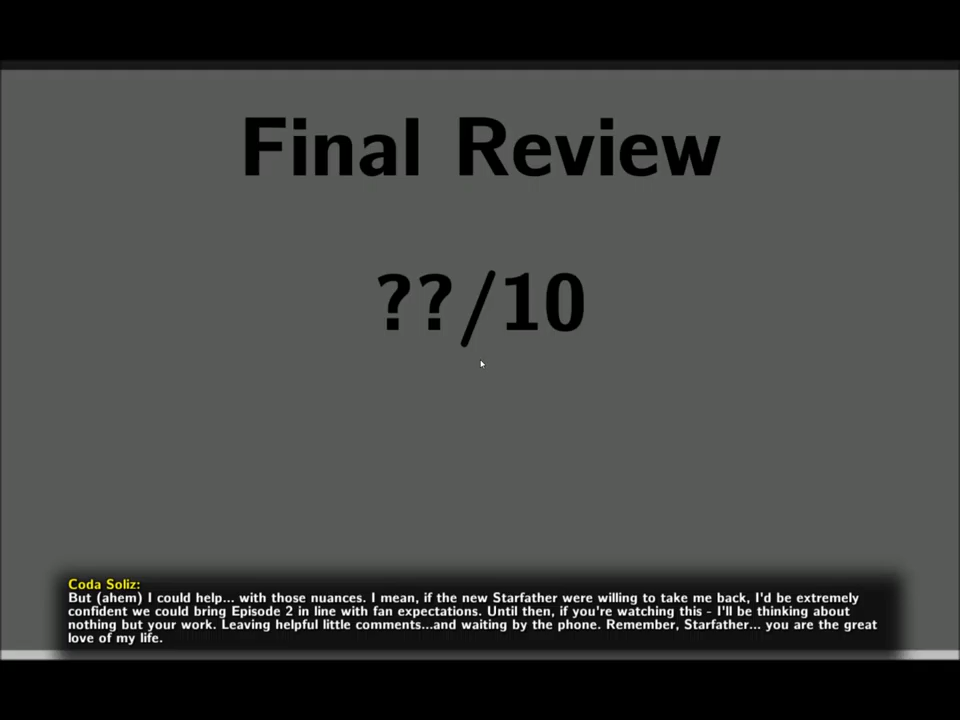 Final Review
??/10
Coda Soliz:
But (ahem) I could help... with those nuances. I mean, if the new Starfather were willing to take me back, I'd be extremely
confident we could bring Episode 2 in line with fan expectations. Until then, if you're watching this - I'll be thinking about
nothing but your work. Leaving helpful little comments...and waiting by the phone. Remember, Starfather... you are the great
love of my life.